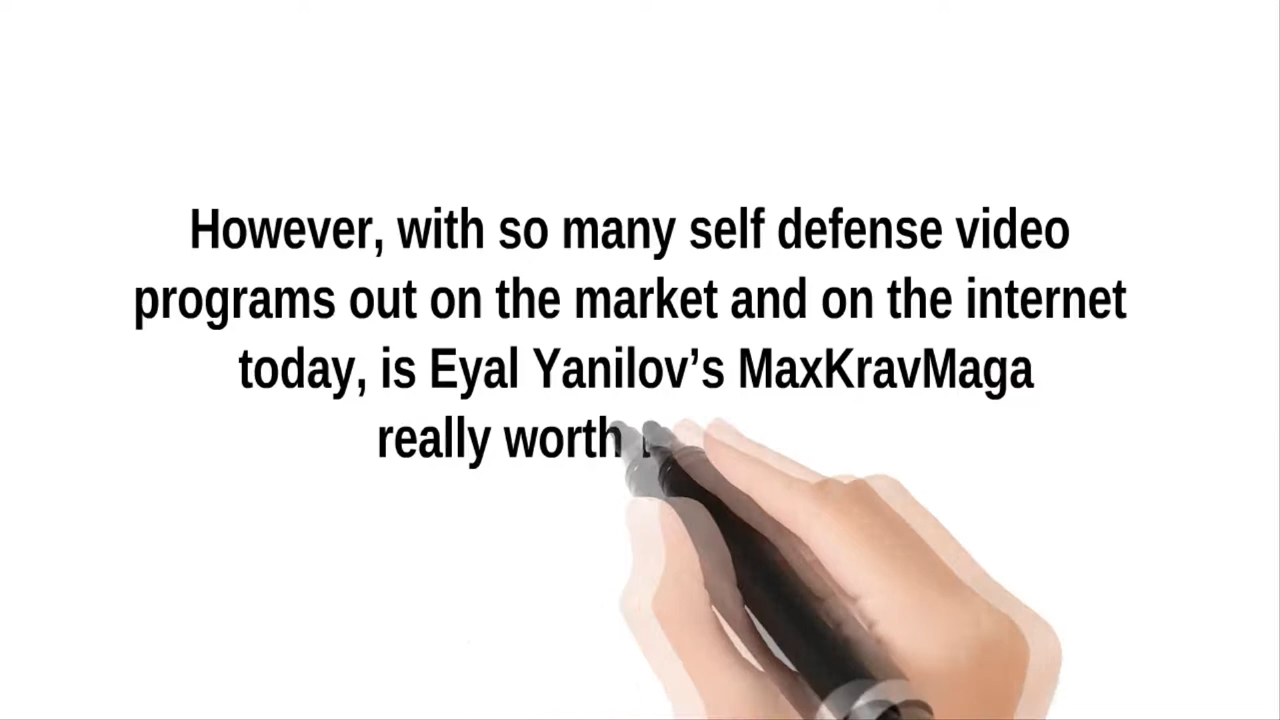 However, with so many self defense video
programs out on the market and on the internet
today, is Eyal Yanilov’s MaxKravMaga
really worth